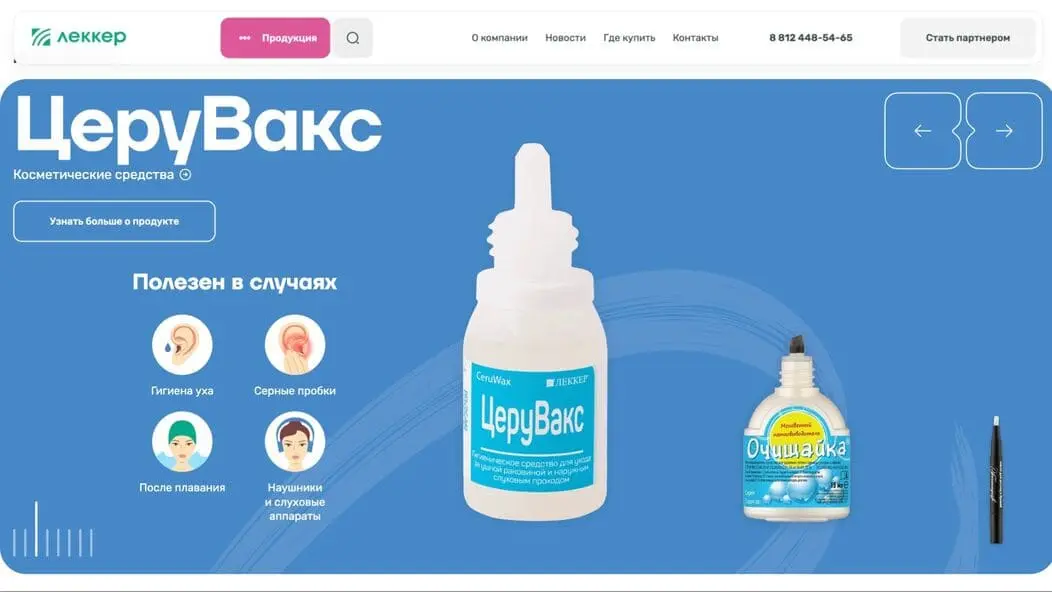 леккер
Продукция
О компании
Новости
Где купить
Контакты
8 812 448-54-65
Стать партнером
ЦеруВакс
Косметические средства
Узнать больше о продукте
Полезен в случаях
Гигиена уха
Серные пробки
После плавания
Наушники
и слуховые
аппараты
CeruWax
ЛЕККЕР
ЦеруВакс
Гигиеническое средство для ухода
за ушной раковиной и наружным
слуховым проходом
Мгновенный
Очищайка